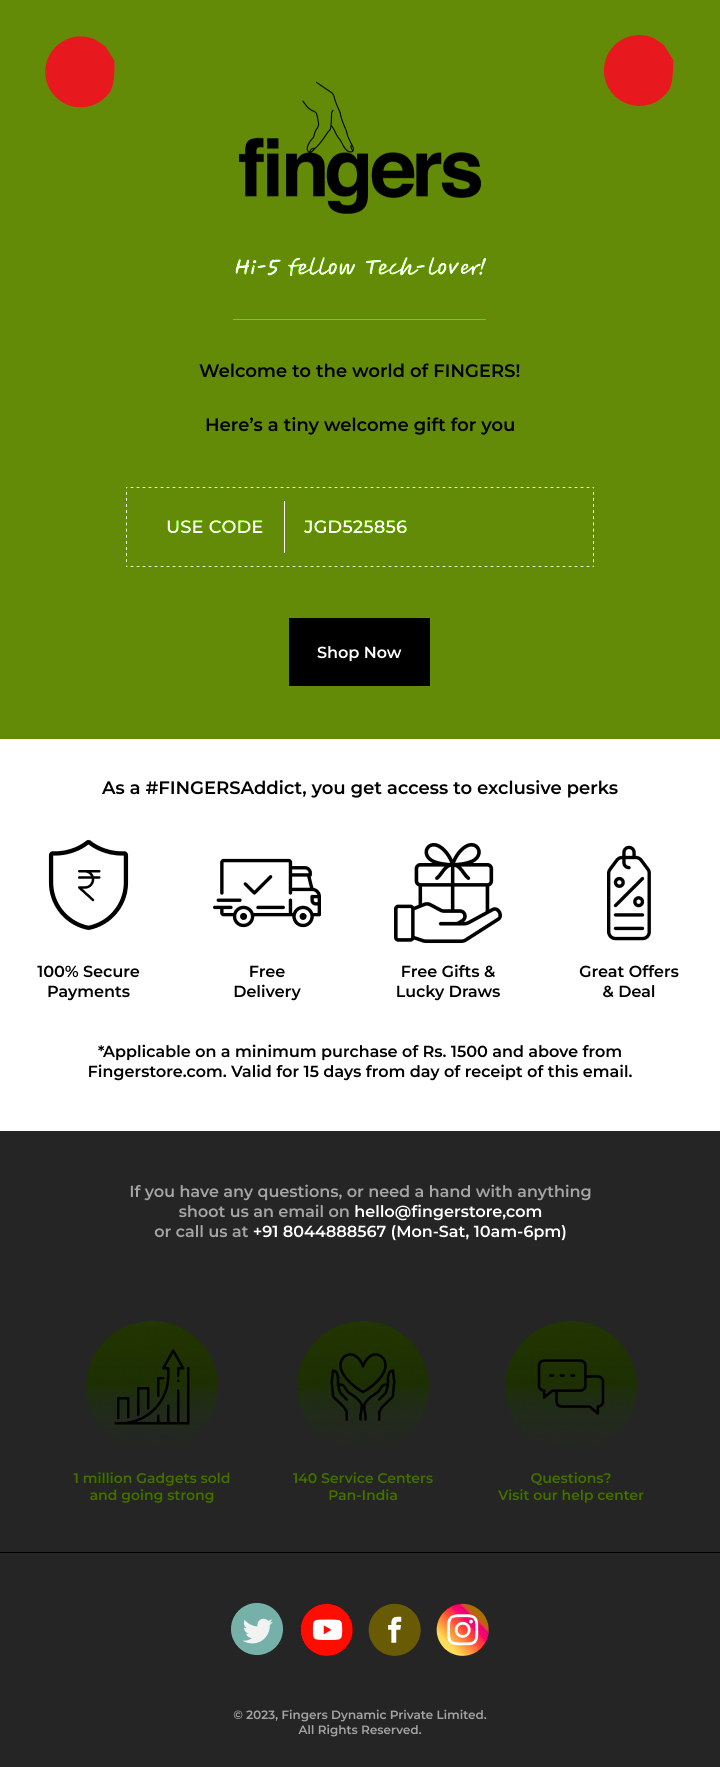 fingers
Hi-5 fellow Tech-lover!
Welcome to the world of FINGERS!
Here's a tiny welcome gift for you
USE CODE JGD525856
Shop Now
As a #FINGERSAddict, you get access to exclusive perks
100% Secure
Payments
Free
Delivery
Free Gifts &
Lucky Draws
Great Offers
& Deal
*Applicable on a minimum purchase of Rs. 1500 and above from
Fingerstore.com. Valid for 15 days from day of receipt of this email.
If you have any questions, or need a hand with anything
shoot us an email on hello@fingerstore,com
or call us at +91 8044888567 (Mon-Sat, 10am-6pm)
1 million Gadgets sold
and going strong
140 Service Centers
Pan-India
Questions?
Visit our help center
© 2023, Fingers Dynamic Private Limited.
All Rights Reserved.